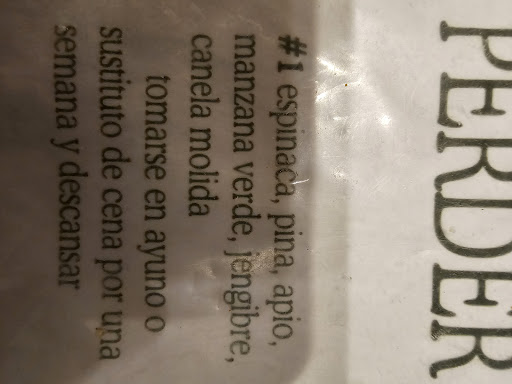 PERDER
#1 espinaca, pina, apio,
manzana verde, jengibre,
canela molida
tomarse en ayuno o
sustituto de cena por una
semana y descansar